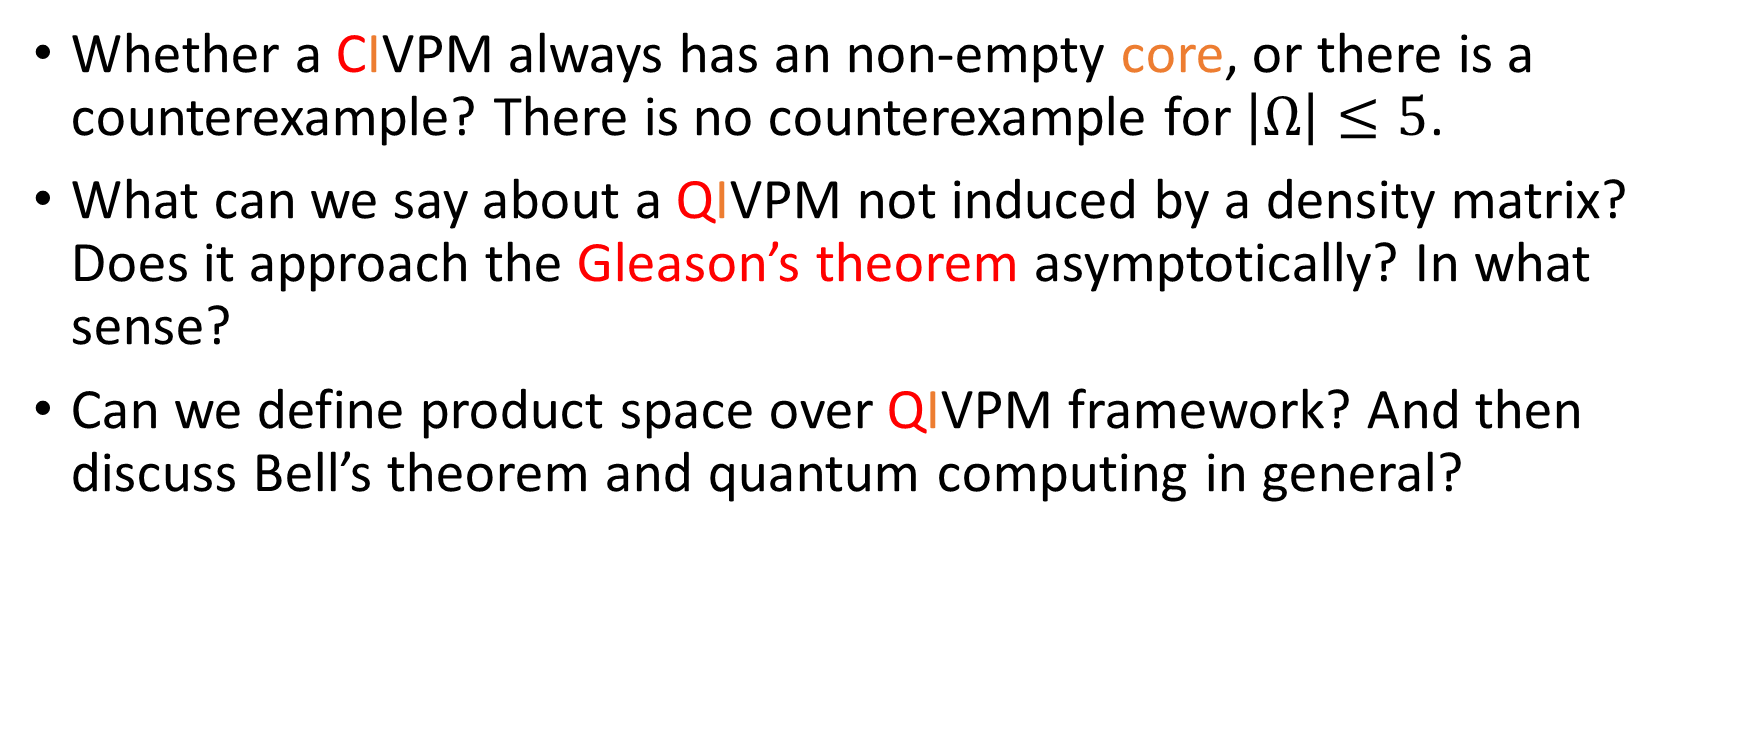 • Whether a CIVPM always has an non-empty core, or there is a
counterexample? There is no counterexample for |Ω| ≤ 5.
• What can we say about a QIVPM not induced by a density matrix?
Does it approach the Gleason’s theorem asymptotically? In what
sense?
• Can we define product space over QIVPM framework? And then
discuss Bell’s theorem and quantum computing in general?